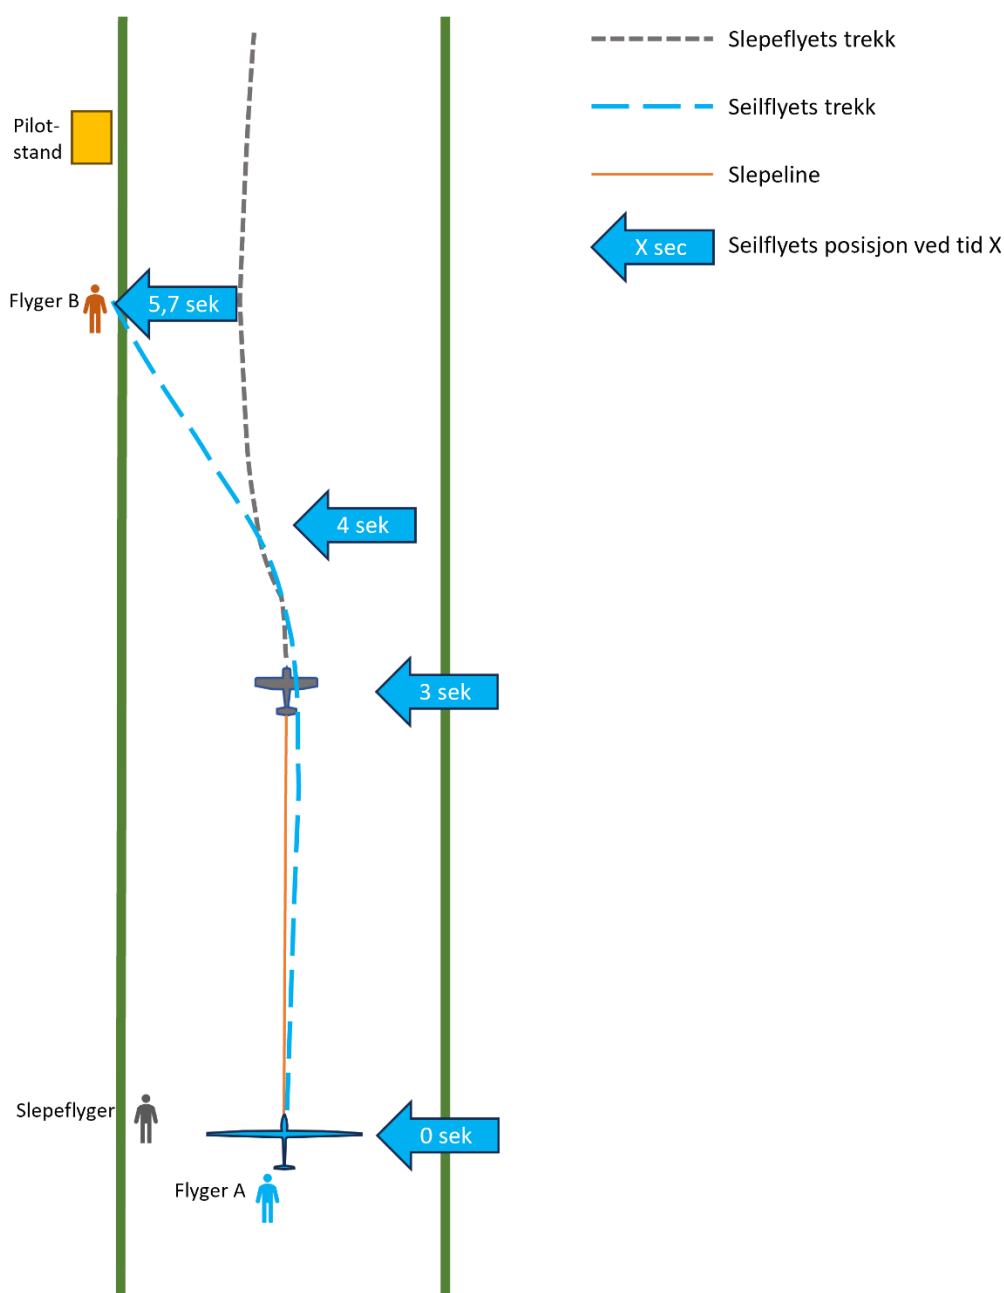 Slepeflyets trekk
Seilflyets trekk
Slepeline
X sec
Seilflyets posisjon ved tid X
Pilot-
stand
Flyger B
5,7 sek
4 sek
3 sek
Slepeflyger
0 sek
Flyger A